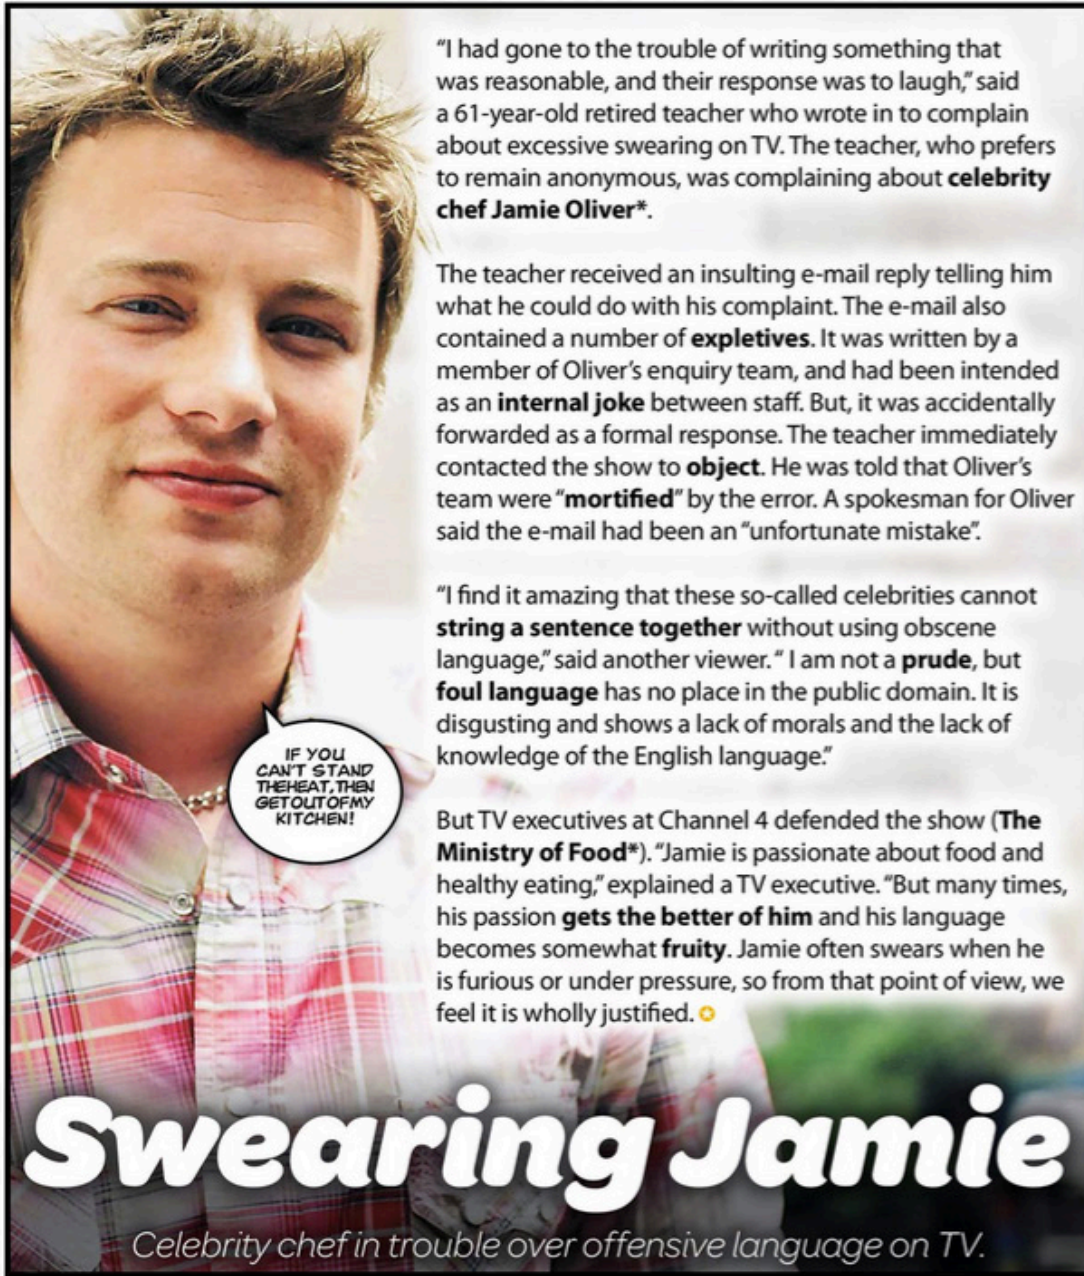 “I had gone to the trouble of writing something that
was reasonable, and their response was to laugh,” said
a 61-year-old retired teacher who wrote in to complain
about excessive swearing on TV. The teacher, who prefers
to remain anonymous, was complaining about celebrity
chef Jamie Oliver*.
The teacher received an insulting e-mail reply telling him
what he could do with his complaint. The e-mail also
contained a number of expletives. It was written by a
member of Oliver’s enquiry team, and had been intended
as an internal joke between staff. But, it was accidentally
forwarded as a formal response. The teacher immediately
contacted the show to object. He was told that Oliver’s
team were “mortified” by the error. A spokesman for Oliver
said the e-mail had been an “unfortunate mistake”.
“I find it amazing that these so-called celebrities cannot
string a sentence together without using obscene
language,” said another viewer. “ I am not a prude, but
foul language has no place in the public domain. It is
disgusting and shows a lack of morals and the lack of
knowledge of the English language.”
IF YOU
CAN'T STAND
THEHEAT,THEN
GETOUTOFMY
KITCHEN!
But TV executives at Channel 4 defended the show (The
Ministry of Food*). “Jamie is passionate about food and
healthy eating,” explained a TV executive. “But many times,
his passion gets the better of him and his language
becomes somewhat fruity. Jamie often swears when he
is furious or under pressure, so from that point of view, we
feel it is wholly justified.
Swearing Jamie
Celebrity chef in trouble over offensive language on TV.